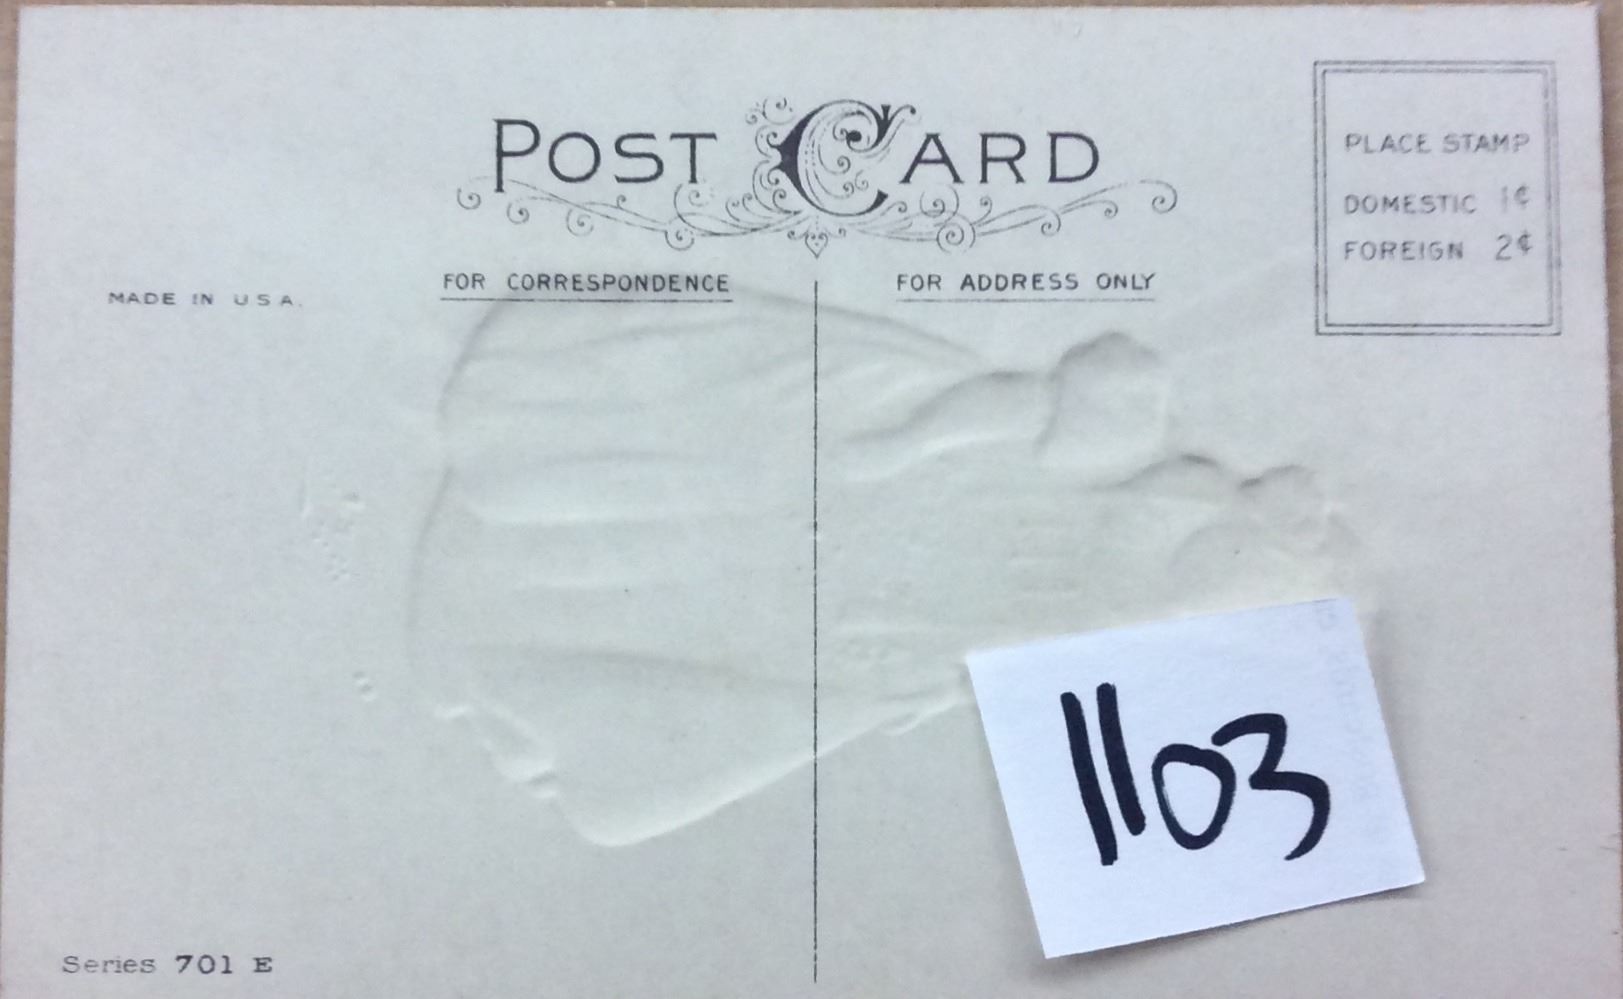 POST CARD
PLACE STAMP
DOMESTIC 1¢
FOREIGN 2¢
FOR CORRESPONDENCE
FOR ADDRESS ONLY
MADE IN U S A.
1103
Series 701 E